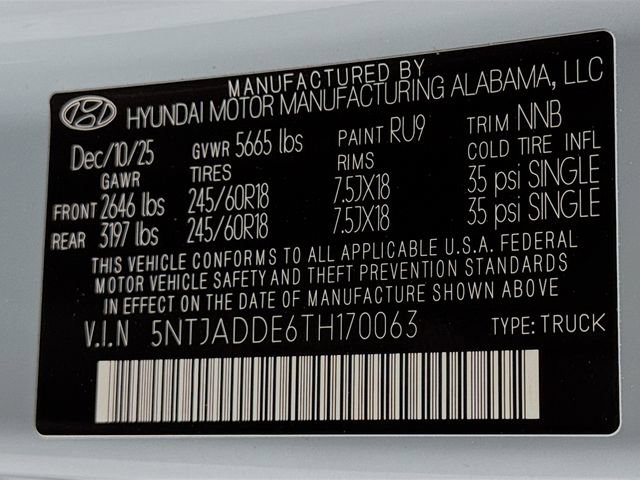 MANUFACTURED BY
HYUNDAI MOTOR MANUFACTURING ALABAMA, LLC
Dec/10/25 GVWR 5665 lbs PAINT RU9 TRIM NNB
GAWR TIRES RIMS COLD TIRE INFL
FRONT 2646 lbs 245/60R18 7.5JX18 35 psi SINGLE
REAR 3197 lbs 245/60R18 7.5JX18 35 psi SINGLE
THIS VEHICLE CONFORMS TO ALL APPLICABLE U.S.A. FEDERAL
MOTOR VEHICLE SAFETY AND THEFT PREVENTION STANDARDS
IN EFFECT ON THE DATE OF MANUFACTURE SHOWN ABOVE
V.I.N 5NTJADDE6TH170063 TYPE: TRUCK